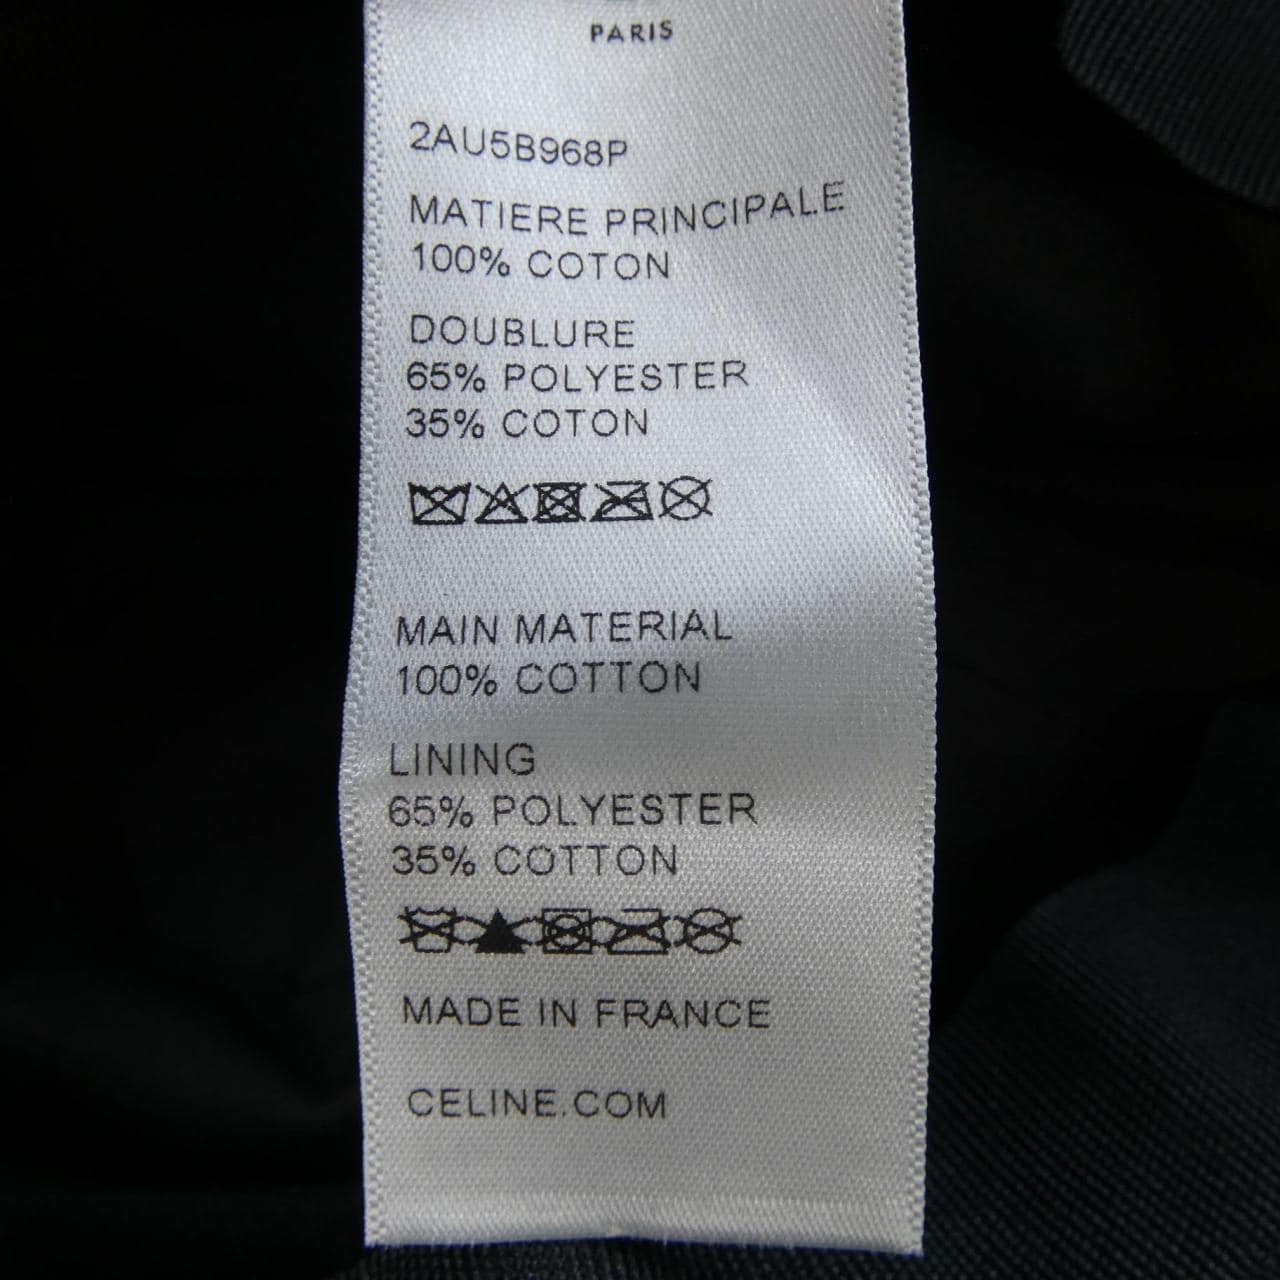 PARIS
2AU5B968P
MATIERE PRINCIPALE
100% COTON
DOUBLURE
65% POLYESTER
35% COTON
MAIN MATERIAL
100% COTTON
LINING
65% POLYESTER
35% COTTON
MADE IN FRANCE
CELINE.COM